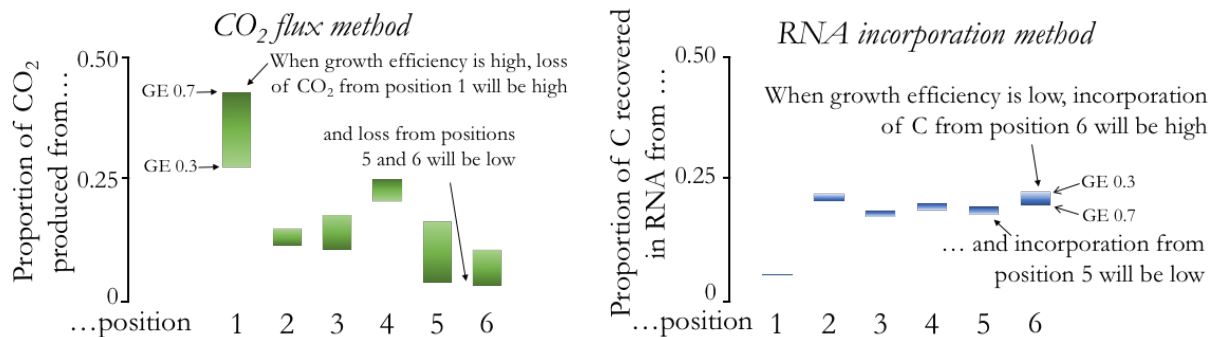 CO₂ flux method
Proportion of CO₂
produced from…
0.50
0.25
0
GE 0.7
GE 0.3
When growth efficiency is high, loss
of CO₂ from position 1 will be high
and loss from positions
5 and 6 will be low
…position
1 2 3 4 5 6
RNA incorporation method
Proportion of C recovered
in RNA from …
0.50
0.25
0
When growth efficiency is low, incorporation
of C from position 6 will be high
GE 0.3
GE 0.7
… and incorporation from
position 5 will be low
…position
1 2 3 4 5 6